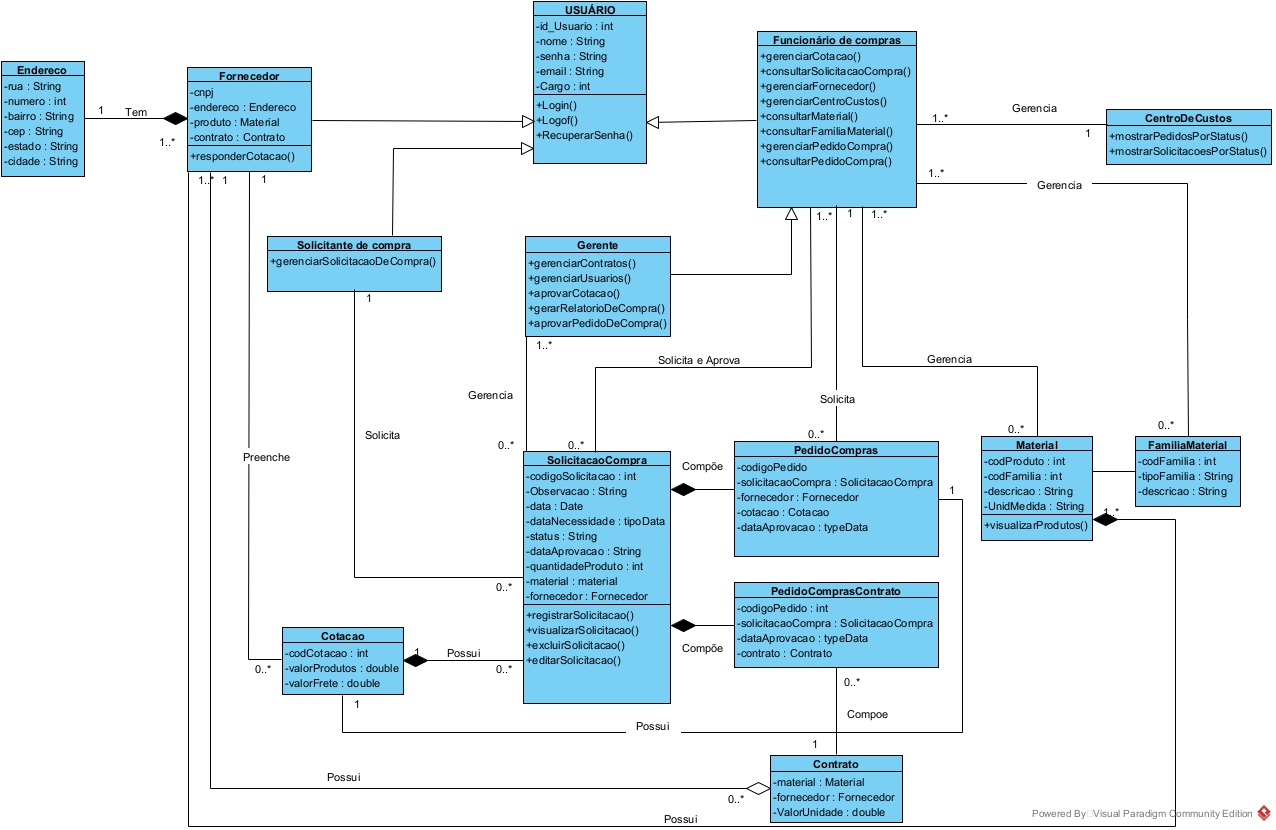 USUÁRIO
-id_Usuario : int
-nome : String
-senha : String
-email : String
-Cargo : int
+Login()
+Logof()
+RecuperarSenha()
Funcionário de compras
+gerenciarCotacao()
+consultarSolicitacaoCompra()
+gerenciarFornecedor()
+gerenciarCentroCustos()
+consultarMaterial()
+consultarFamiliaMaterial()
+gerenciarPedidoCompra()
+consultarPedidoCompra()
Endereco
-rua : String
-numero : int
-bairro : String
-cep : String
-estado : String
-cidade : String
1
Tem
1..*
Fornecedor
-cnpj
-endereco : Endereco
-produto : Material
-contrato : Contrato
+responderCotacao()
1..*
1
1
Gerencia
1..*
1
CentroDeCustos
+mostrarPedidosPorStatus()
+mostrarSolicitacoesPorStatus()
1..*
Gerencia
1..*
1
1..*
Solicitante de compra
+gerenciarSolicitacaoDeCompra()
1
Gerente
+gerenciarContratos()
+gerenciarUsuarios()
+aprovarCotacao()
+gerarRelatorioDeCompra()
+aprovarPedidoDeCompra()
1..*
Solicita e Aprova
Gerencia
Gerencia
Solicita
Solicita
Preenche
0..*
0..*
0..*
0..*
0..*
SolicitacaoCompra
-codigoSolicitacao : int
-Observacao : String
-data : Date
-dataNecessidade : tipoData
-status : String
-dataAprovacao : String
-quantidadeProduto : int
-material : material
-fornecedor : Fornecedor
+registrarSolicitacao()
+visualizarSolicitacao()
+excluirSolicitacao()
+editarSolicitacao()
0..*
0..*
Compõe
PedidoCompras
-codigoPedido
-solicitacaoCompra : SolicitacaoCompra
-fornecedor : Fornecedor
-cotacao : Cotacao
-dataAprovacao : typeData
1
Material
-codProduto : int
-codFamilia : int
-descricao : String
-UnidMedida : String
+visualizarProdutos()
1..*
FamiliaMaterial
-codFamilia : int
-tipoFamilia : String
-descricao : String
PedidoComprasContrato
-codigoPedido : int
-solicitacaoCompra : SolicitacaoCompra
-dataAprovacao : typeData
-contrato : Contrato
Compõe
Cotacao
-codCotacao : int
-valorProdutos : double
-valorFrete : double
0..*
1
Possui
1
0..*
Compoe
Possui
1
Contrato
-material : Material
-fornecedor : Fornecedor
-ValorUnidade : double
Possui
0..*
Possui
Powered By Visual Paradigm Community Edition